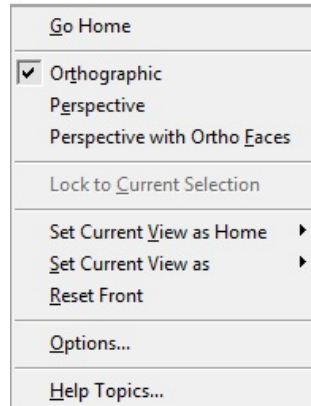 Go Home
Orthographic
Perspective
Perspective with Ortho Faces
Lock to Current Selection
Set Current View as Home
Set Current View as
Reset Front
Options...
Help Topics...